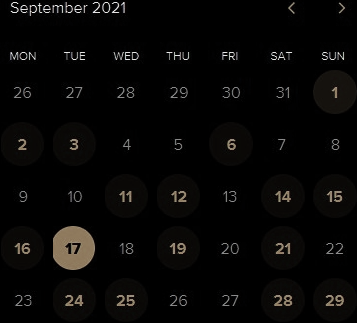 September 2021 < >
MON TUE WED THU FRI SAT SUN
26 27 28 29 30 31 1
2 3 4 5 6 7 8
9 10 11 12 13 14 15
16 17 18 19 20 21 22
23 24 25 26 27 28 29